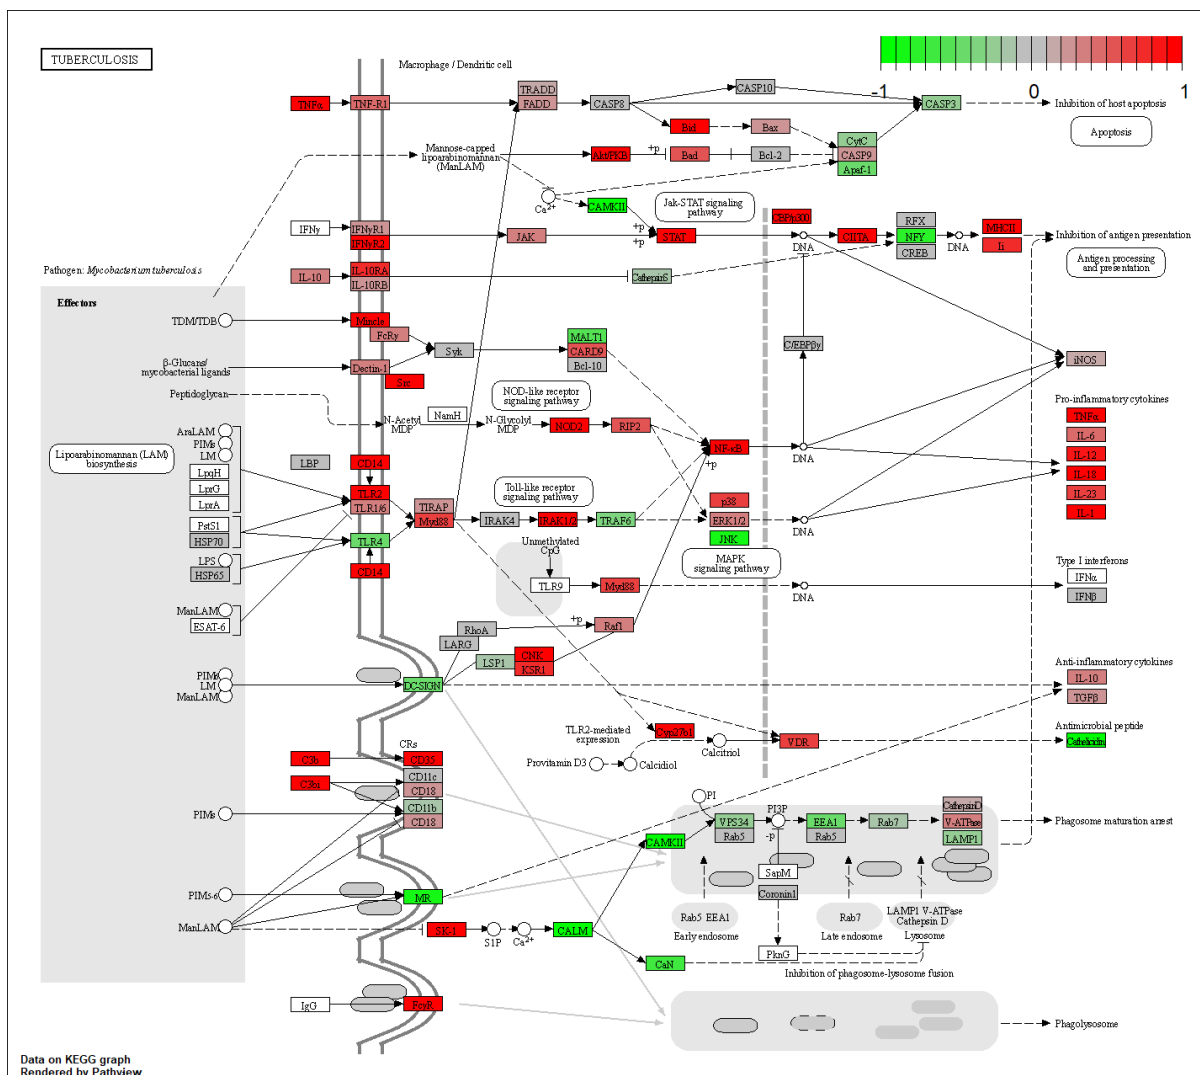 TUBERCULOSIS
Macrophage / Dendritic cell
-1
0
1
TNFα
TNF-R1
TRADD
FADD
CASP8
CASP10
CASP3
Inhibition of host apoptosis
Apoptosis
Bid
Bax
CytC
CASP9
Apaf-1
Mannose-capped
lipoarabinomannan
(ManLAM)
Akt/PKB
+p
Bad
Bcl-2
Ca2+
CAMKII
Jak-STAT signaling
pathway
+p
+p
IFNγ
IFNγR1
IFNγR2
JAK
STAT
CBP/p300
DNA
CIITA
RFX
NFY
CREB
DNA
MHCII
Ii
Inhibition of antigen presentation
Antigen processing
and presentation
Pathogen: Mycobacterium tuberculosis
IL-10
IL-10RA
IL-10RB
CathepsinS
Effectors
TDM/TDB
Mincle
FcRγ
Syk
MALT1
CARD9
Bcl-10
C/EBPβγ
iNOS
β-Glucans/
mycobacterial ligands
Dectin-1
Src
Peptidoglycan
N-Acetyl
MDP
NamH
N-Glycolyl
MDP
NOD-like receptor
signaling pathway
NOD2
RIP2
NF-κB
+p
DNA
Pro-inflammatory cytokines
TNFα
IL-6
IL-12
IL-18
IL-23
IL-1
Lipoarabinomannan (LAM)
biosynthesis
AraLAM
PIMs
LM
LpqH
LprG
LprA
PstS1
HSP70
LPS
HSP65
ManLAM
ESAT-6
LBP
CD14
TLR2
TLR1/6
TLR4
CD14
TIRAP
Myd88
Toll-like receptor
signaling pathway
IRAK4
IRAK1/2
TRAF6
p38
ERK1/2
JNK
DNA
MAPK
signaling pathway
Unmethylated
CpG
TLR9
Myd88
DNA
Type I interferons
IFNα
IFNβ
RhoA
LARG
+p
Raf1
LSP1
CNK
KSR1
PIMs
LM
ManLAM
DC-SIGN
Anti-inflammatory cytokines
IL-10
TGFβ
TLR2-mediated
expression
Cyp27b1
Provitamin D3
Calcidiol
Calcitriol
VDR
Antimicrobial peptide
Cathelicidin
CRs
C3b
CD35
C3bi
CD11c
CD18
CD11b
CD18
PIMs
PI
PI3P
-p
VPS34
Rab5
EEA1
Rab5
Rab7
CathepsinD
V-ATPase
LAMP1
Phagosome maturation arrest
CAMKII
SapM
Coronin1
PIMs-6
MR
ManLAM
SK-1
S1P
Ca2+
CALM
CaN
Rab5 EEA1
Early endosome
Rab7
Late endosome
LAMP1 V-ATPase
Cathepsin D
Lysosome
PknG
Inhibition of phagosome-lysosome fusion
IgG
FcγR
Phagolysosome
Data on KEGG graph
Rendered by Pathview